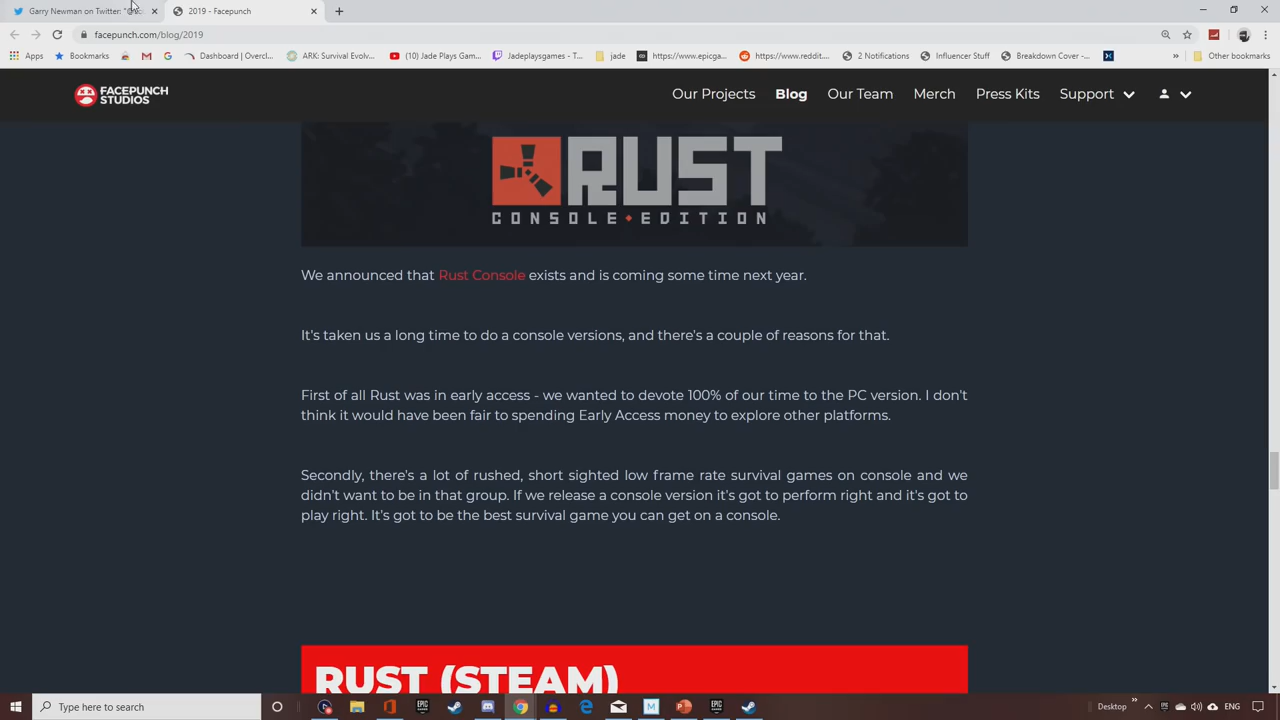 Garry Newman on Twitter:
2019 - Facepunch
facepunch.com/blog/2019
Apps
Bookmarks
Dashboard | Overcl...
ARK: Survival Evolv...
(10) Jade Plays Gam...
Jadeplaysgames - T...
jade
https://www.epicga...
https://www.reddit...
2 Notifications
Influencer Stuff
Breakdown Cover -...
»
Other bookmarks
FACEPUNCH
STUDIOS
Our Projects
Blog
Our Team
Merch
Press Kits
Support
RUST
CONSOLE EDITION
We announced that Rust Console exists and is coming some time next year.
It's taken us a long time to do a console versions, and there's a couple of reasons for that.
First of all Rust was in early access - we wanted to devote 100% of our time to the PC version. I don't
think it would have been fair to spending Early Access money to explore other platforms.
Secondly, there's a lot of rushed, short sighted low frame rate survival games on console and we
didn't want to be in that group. If we release a console version it's got to perform right and it's got to
play right. It's got to be the best survival game you can get on a console.
RUST (STEAM)
Type here to search
Desktop
»
ENG